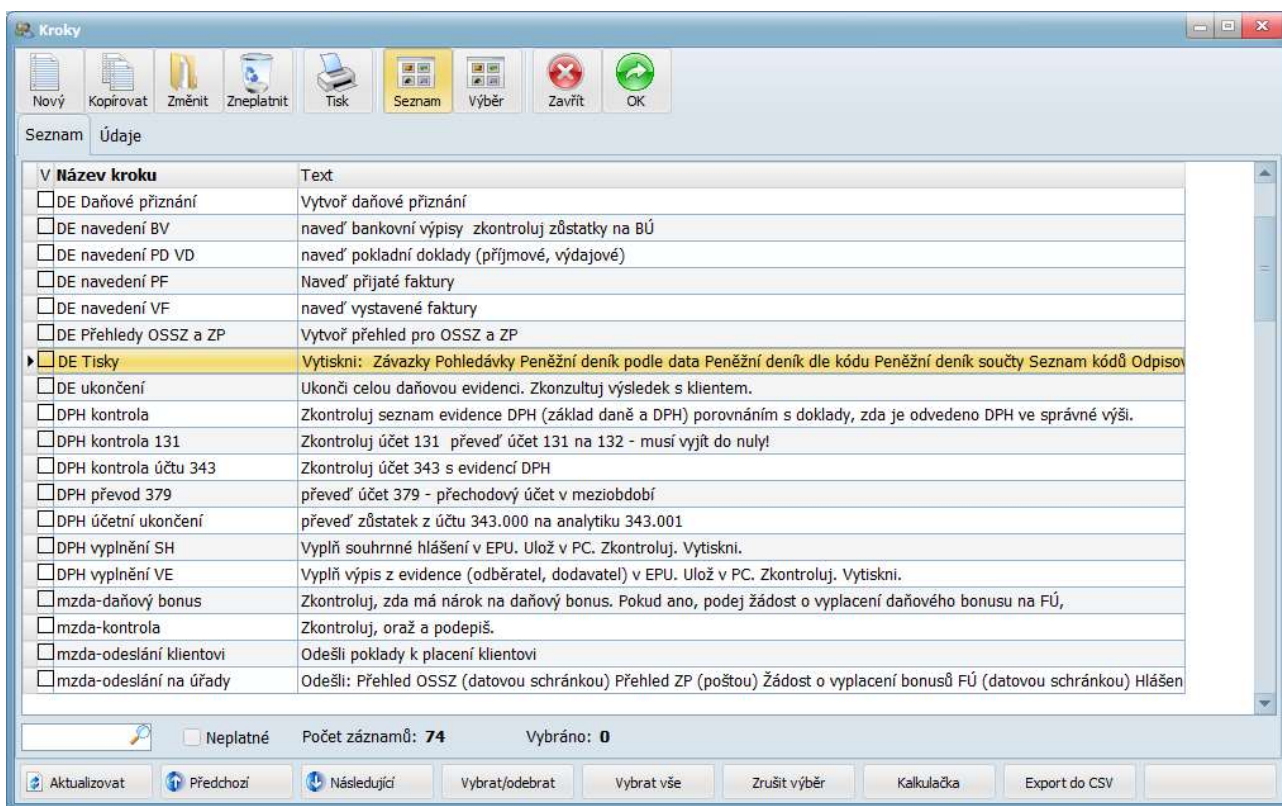 Kroky
Nový Kopírovat Změnit Zneplatnit Tisk Seznam Výběr Zavřít OK
Seznam Údaje
V Název kroku Text
DE Daňové přiznání Vytvoř daňové přiznání
DE navedení BV naveď bankovní výpisy zkontroluj zůstatky na BÚ
DE navedení PD VD naveď pokladní doklady (příjmové, výdajové)
DE navedení PF Naveď přijaté faktury
DE navedení VF naveď vystavené faktury
DE Přehledy OSSZ a ZP Vytvoř přehled pro OSSZ a ZP
DE Tisky Vytiskni: Závazky Pohledávky Peněžní deník podle data Peněžní deník dle kódu Peněžní deník součty Seznam kódů Odpisov
DE ukončení Ukonči celou daňovou evidenci. Zkonzultuj výsledek s klientem.
DPH kontrola Zkontroluj seznam evidence DPH (základ daně a DPH) porovnáním s doklady, zda je odvedeno DPH ve správné výši.
DPH kontrola 131 Zkontroluj účet 131 převeď účet 131 na 132 - musí vyjít do nuly!
DPH kontrola účtu 343 Zkontroluj účet 343 s evidencí DPH
DPH převod 379 převeď účet 379 - přechodový účet v meziobdobí
DPH účetní ukončení převeď zůstatek z účtu 343.000 na analytiku 343.001
DPH vyplnění SH Vyplň souhrnné hlášení v EPU. Ulož v PC. Zkontroluj. Vytiskni.
DPH vyplnění VE Vyplň výpis z evidence (odběratel, dodavatel) v EPU. Ulož v PC. Zkontroluj. Vytiskni.
mzda-daňový bonus Zkontroluj, zda má nárok na daňový bonus. Pokud ano, podej žádost o vyplacení daňového bonusu na FÚ,
mzda-kontrola Zkontroluj, oraž a podepiš.
mzda-odeslání klientovi Odešli poklady k placení klientovi
mzda-odeslání na úřady Odešli: Přehled OSSZ (datovou schránkou) Přehled ZP (poštou) Žádost o vyplacení bonusů FÚ (datovou schránkou) Hlášen
Neplatné Počet záznamů: 74 Vybráno: 0
Aktualizovat Předchozí Následující Vybrat/odebrat Vybrat vše Zrušit výběr Kalkulačka Export do CSV